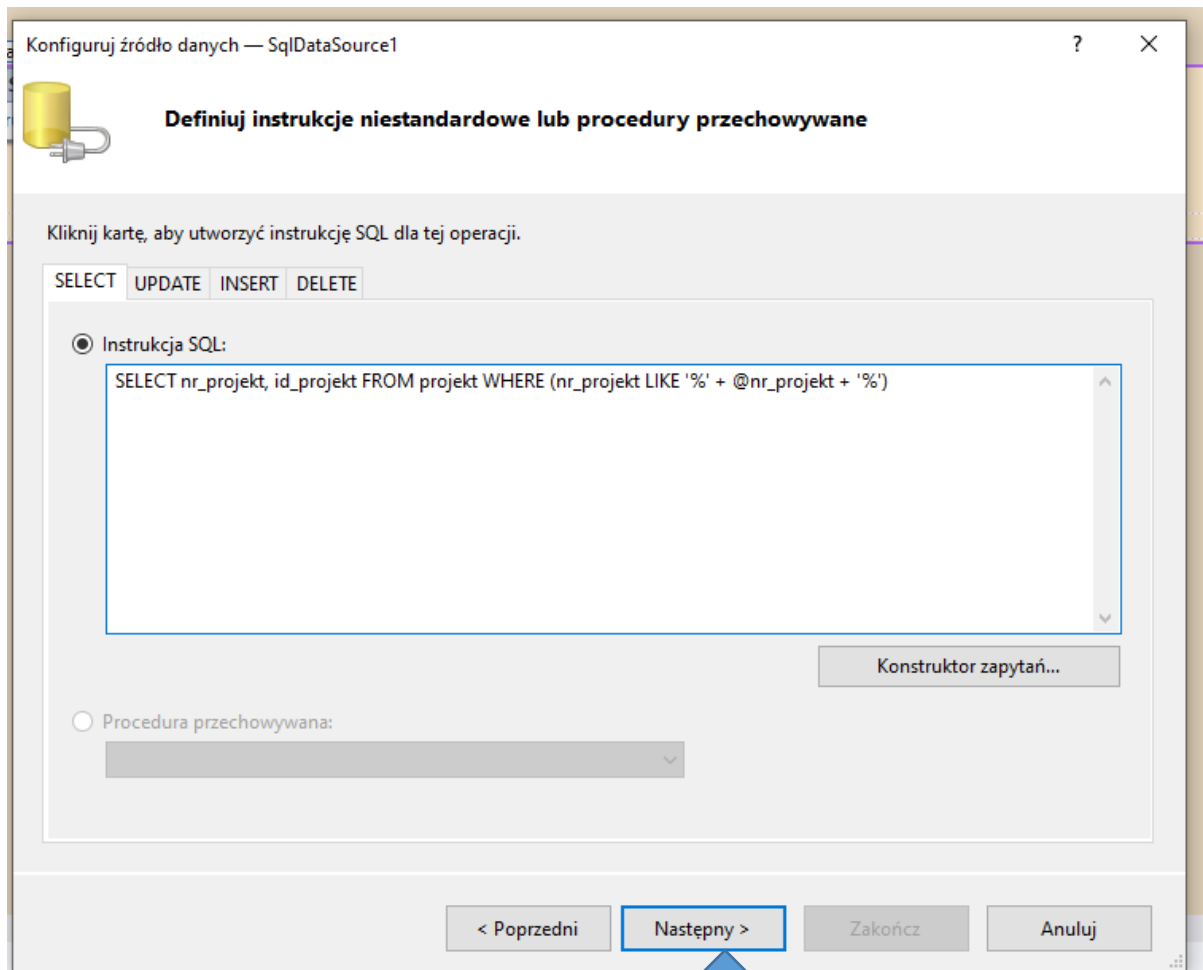 Konfiguruj źródło danych — SqlDataSource1
Definiuj instrukcje niestandardowe lub procedury przechowywane
Kliknij kartę, aby utworzyć instrukcję SQL dla tej operacji.
SELECT UPDATE INSERT DELETE
Instrukcja SQL:
SELECT nr_projekt, id_projekt FROM projekt WHERE (nr_projekt LIKE '%' + @nr_projekt + '%')
Konstruktor zapytań...
Procedura przechowywana:
< Poprzedni Następny > Zakończ Anuluj